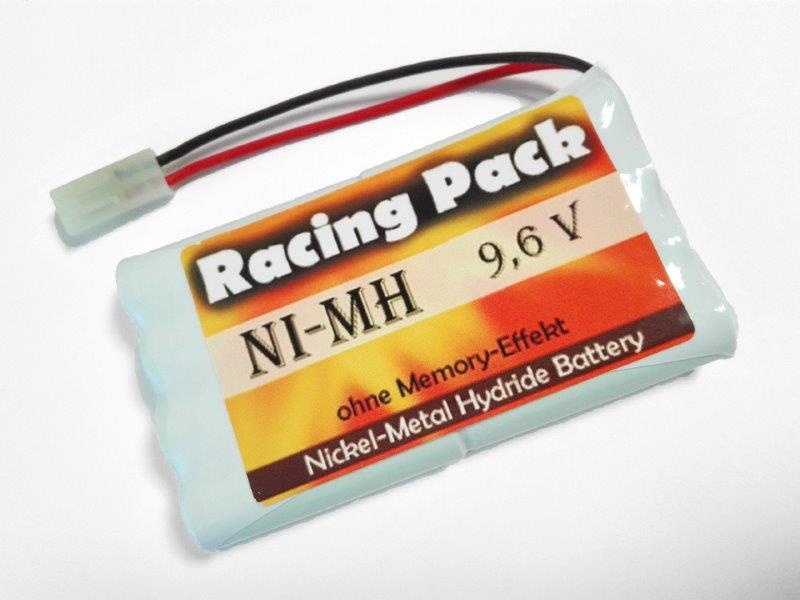 Racing Pack
NI-MH 9,6 V
ohne Memory-Effekt
Nickel-Metal Hydride Battery